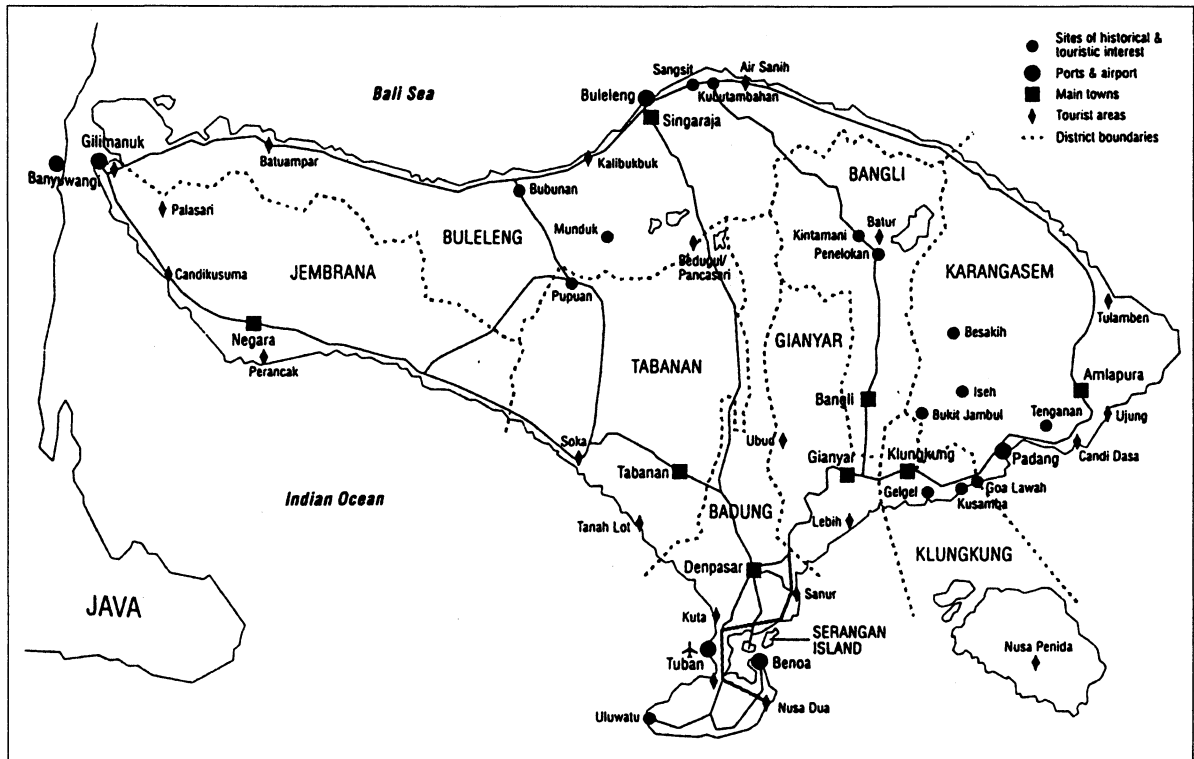 Sites of historical &
touristic interest
Ports & airport
Main towns
Tourist areas
District boundaries
Bali Sea
Sangsit
Air Sanih
Buleleng
Kubutambahan
Singaraja
Gilimanuk
Banyuwangi
Batuampar
Kalibukbuk
Palasari
Bubunan
BANGLI
Munduk
BULELENG
Batur
Kintamani
Penelokan
Bedugul/
Pancasari
Candikusuma
JEMBRANA
KARANGASEM
Pupuan
Tulamben
Negara
Perancak
GIANYAR
Besakih
TABANAN
Amlapura
Iseh
Bangli
Bukit Jambul
Tenganan
Ujung
Soka
Ubud
Gianyar
Klungkung
Padang
Candi Dasa
Tabanan
Gelgel
Goa Lawah
Kusamba
Indian Ocean
BADUNG
Tanah Lot
Lebih
KLUNGKUNG
Denpasar
Sanur
JAVA
Kuta
SERANGAN
ISLAND
Tuban
Benoa
Nusa Penida
Uluwatu
Nusa Dua